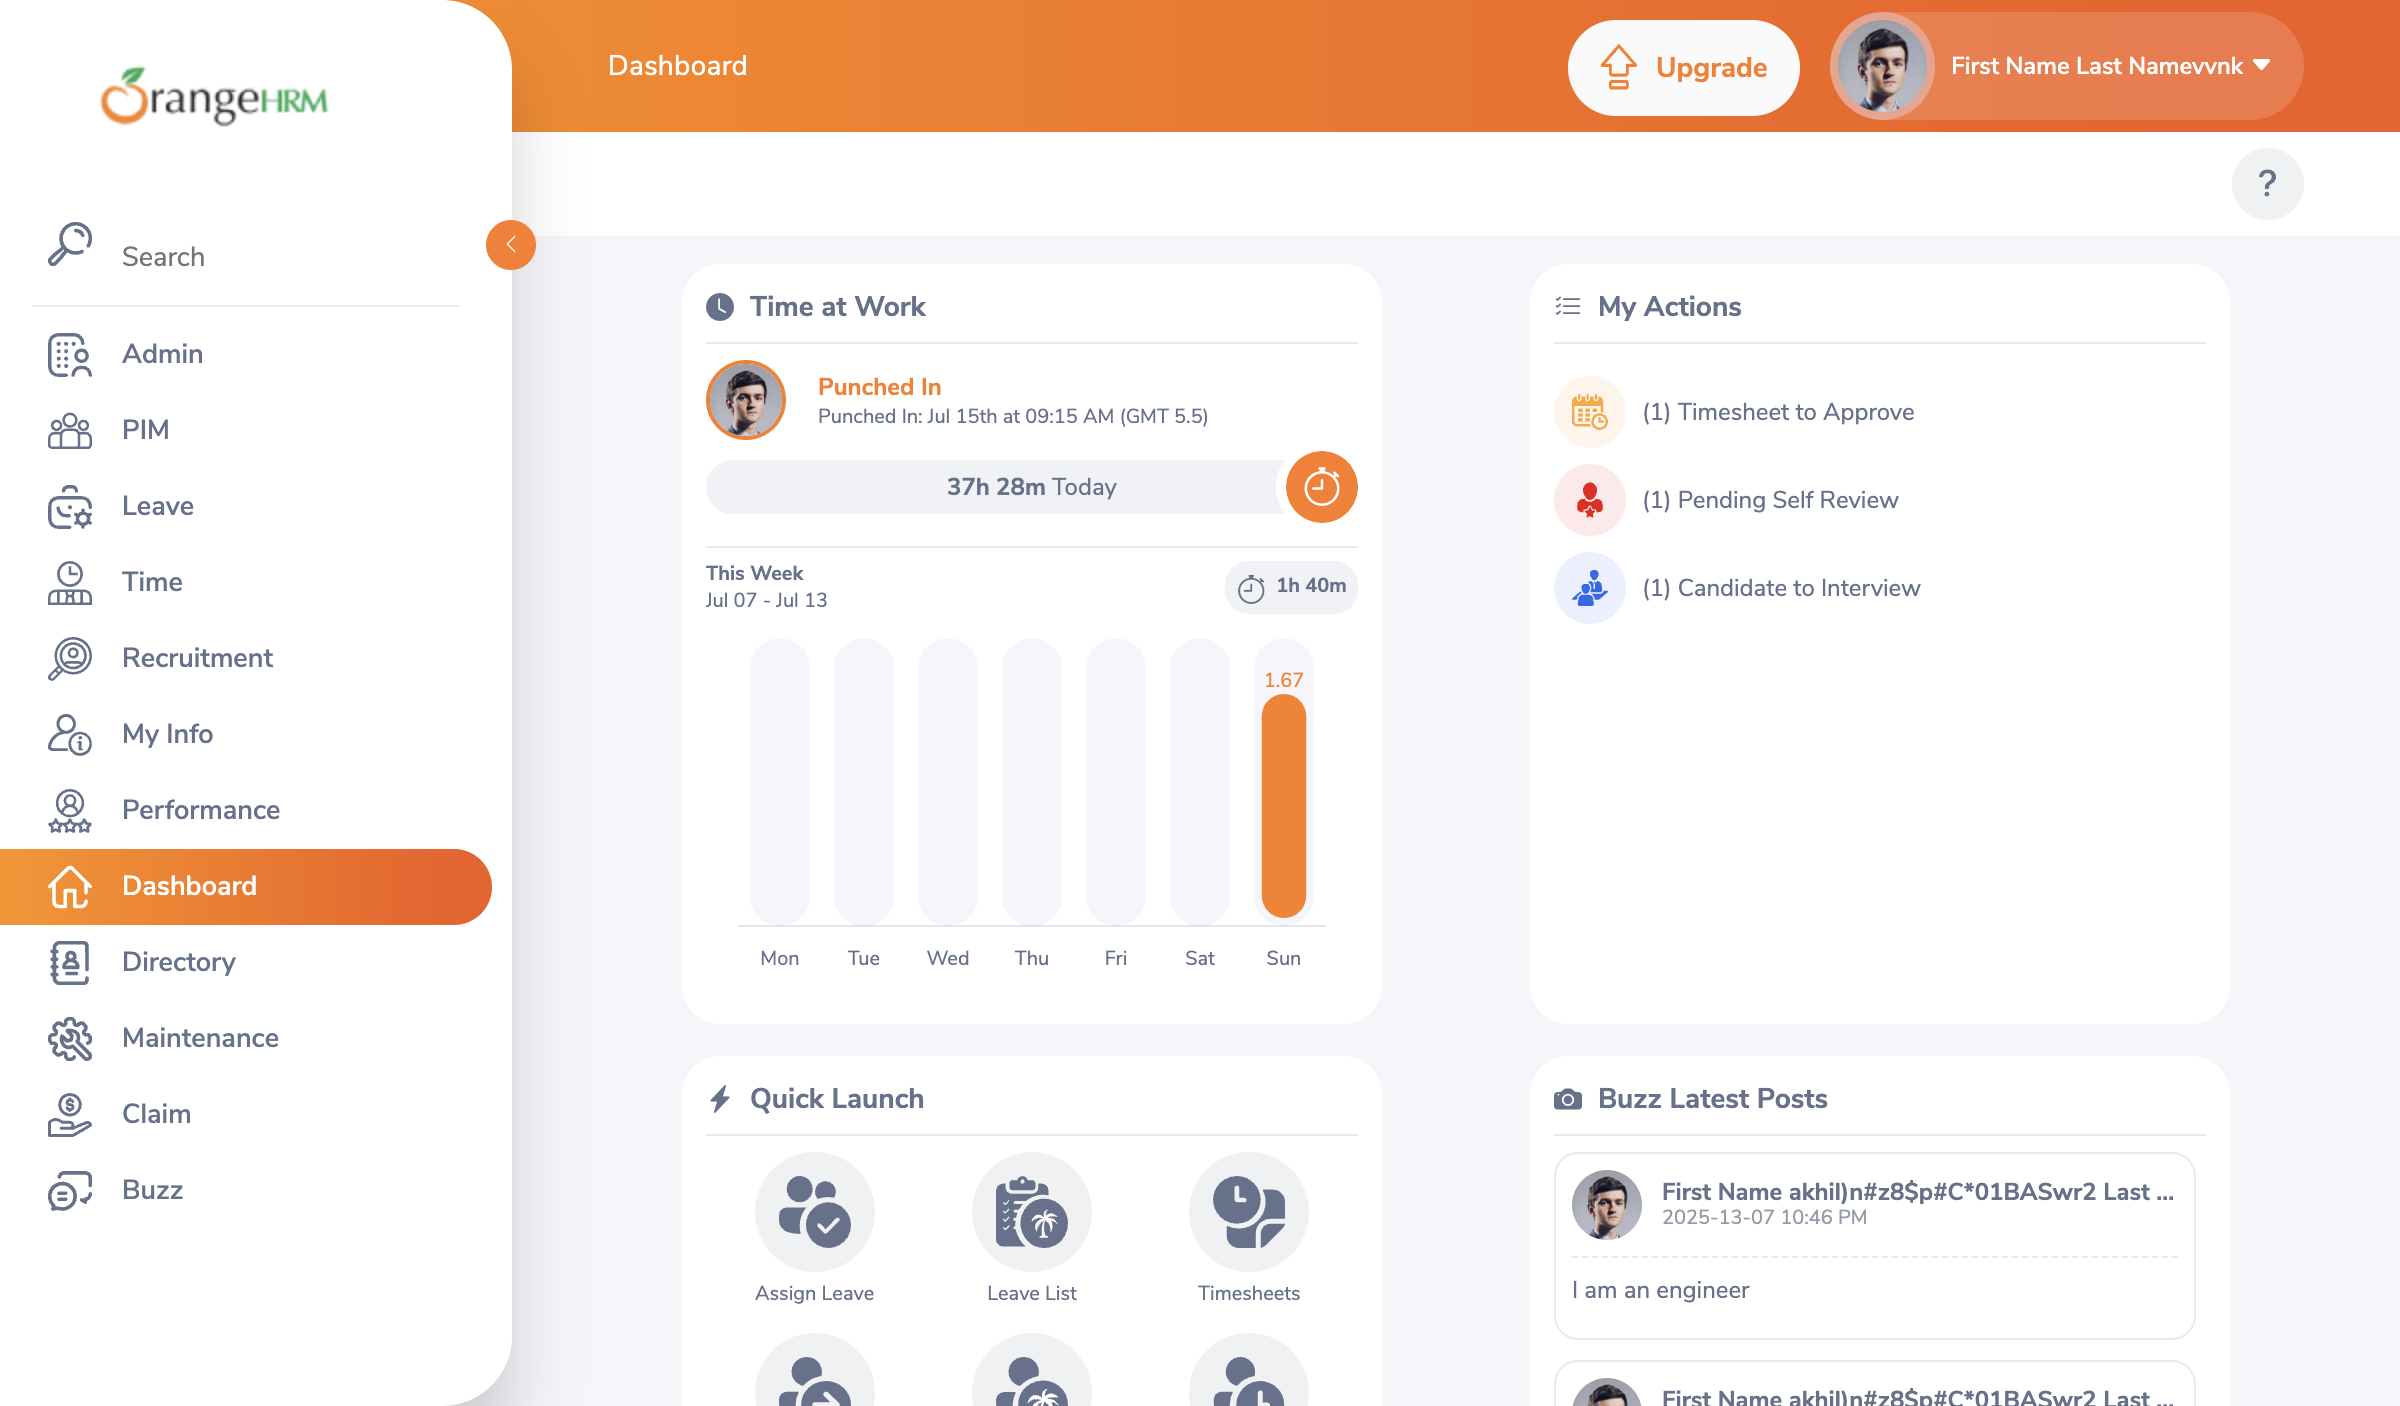 OrangeHRM
Search
Admin
PIM
Leave
Time
Recruitment
My Info
Performance
Dashboard
Directory
Maintenance
Claim
Buzz
Dashboard
Upgrade
First Name Last Namevvnk
?
Time at Work
Punched In
Punched In: Jul 15th at 09:15 AM (GMT 5.5)
37h 28m Today
This Week
Jul 07 - Jul 13
1h 40m
1.67
Mon Tue Wed Thu Fri Sat Sun
My Actions
(1) Timesheet to Approve
(1) Pending Self Review
(1) Candidate to Interview
Quick Launch
Assign Leave
Leave List
Timesheets
Buzz Latest Posts
First Name akhil)n#z8$p#C*01BASwr2 Last ...
2025-13-07 10:46 PM
I am an engineer
First Name akhil)n#z8$p#C*01BASwr2 Last ...